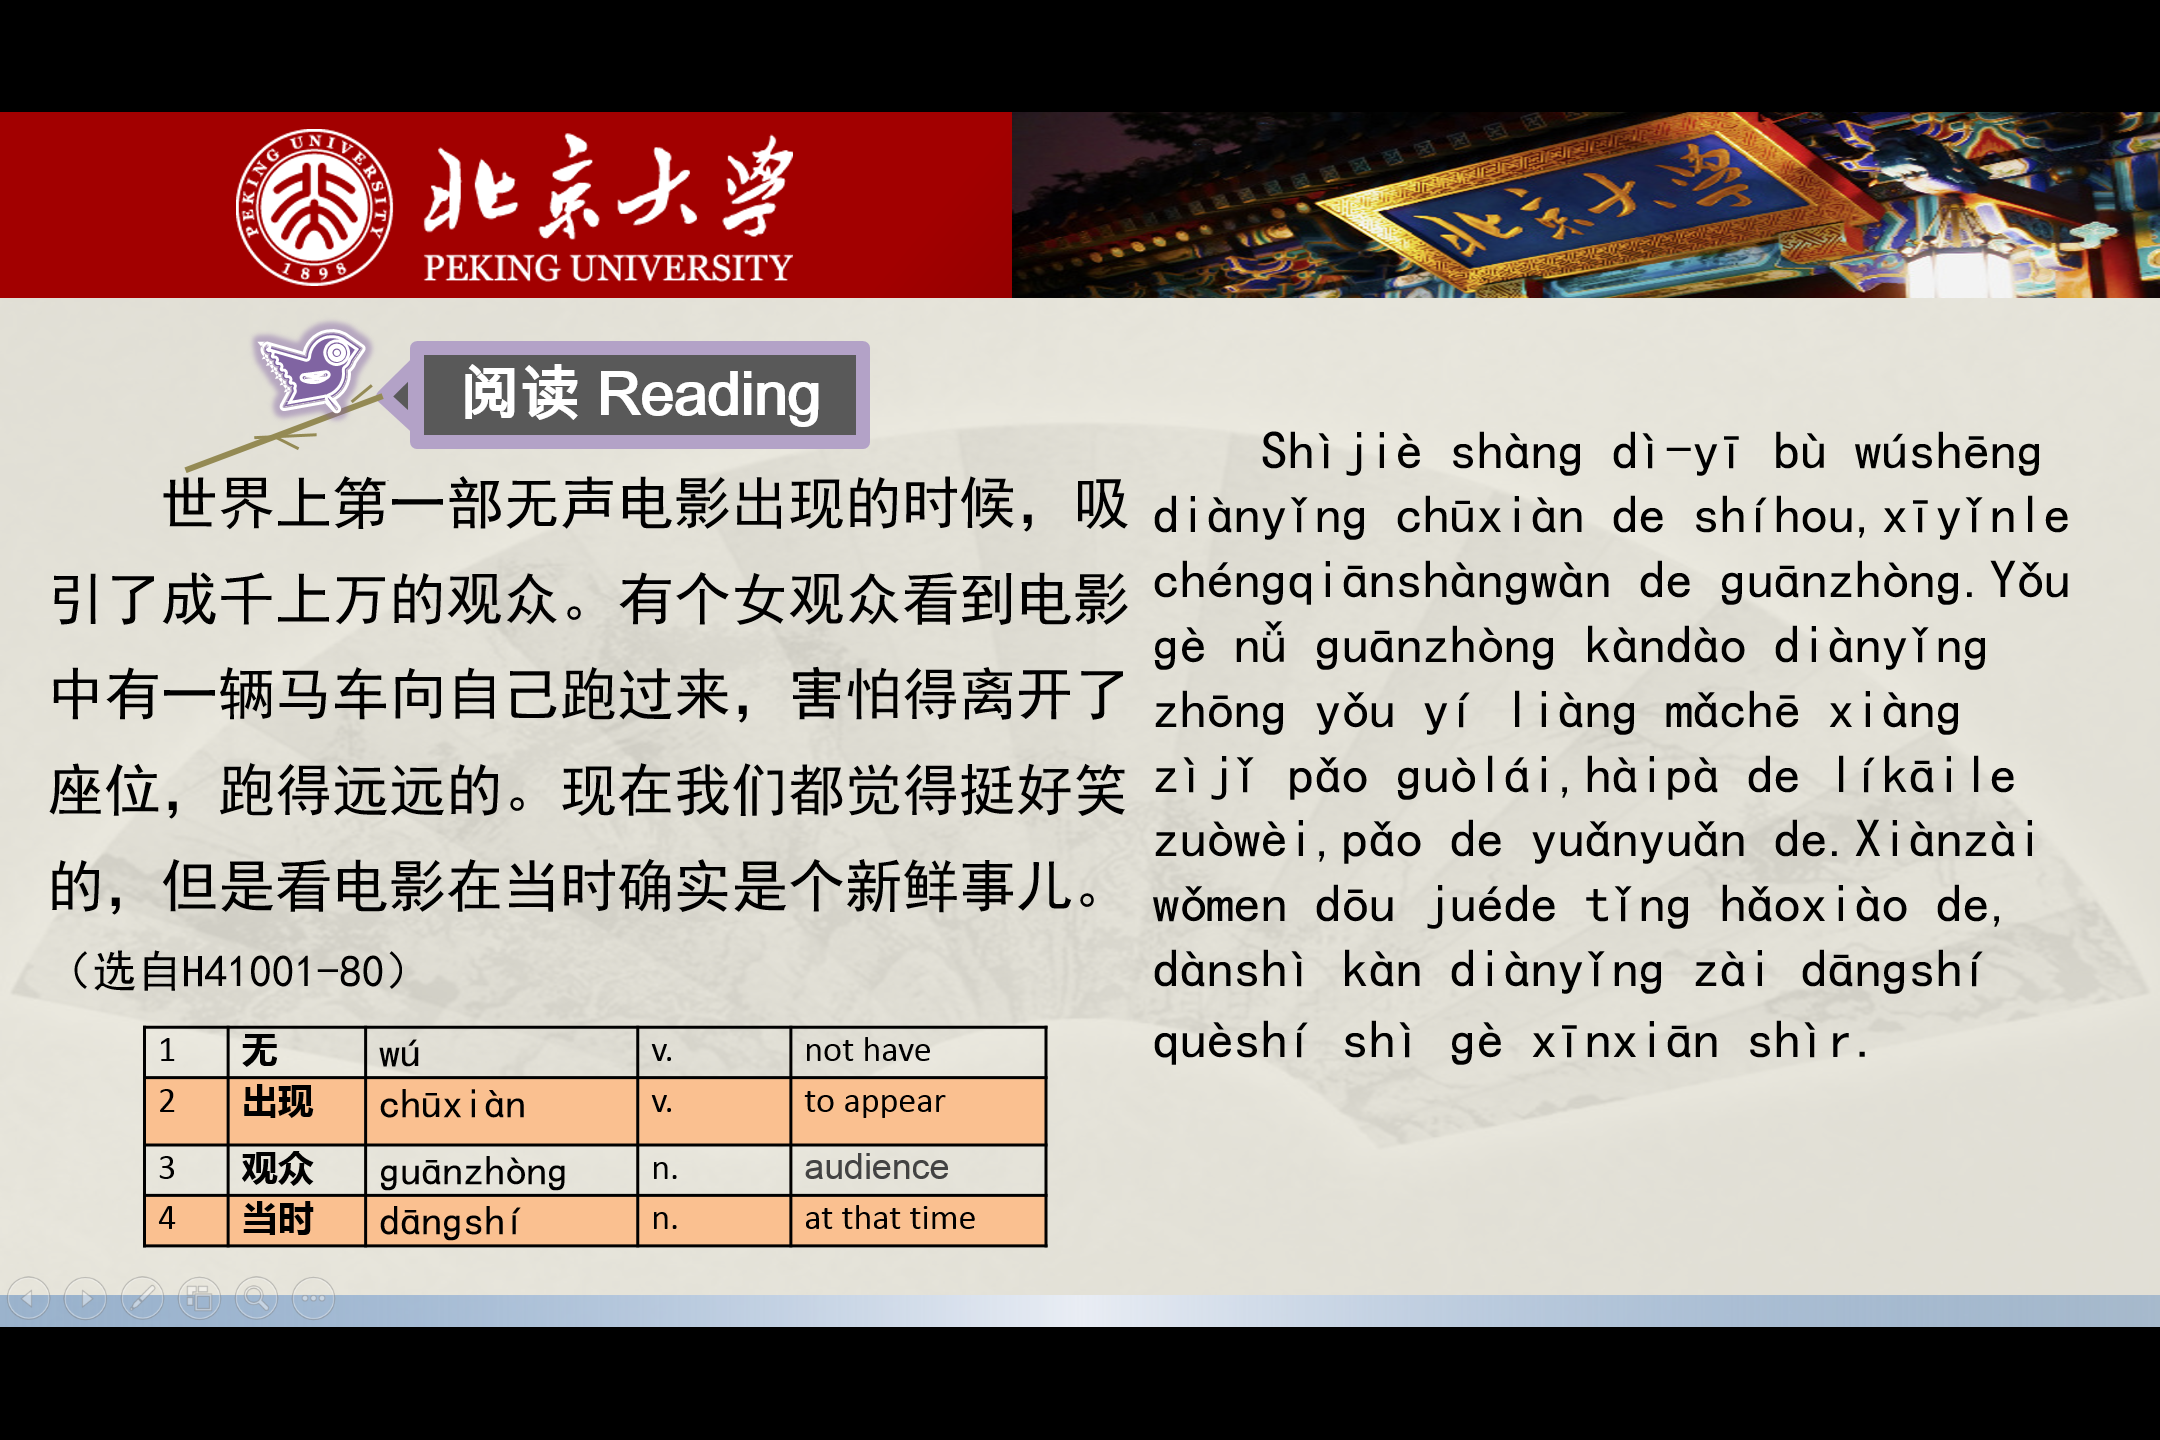 PEKING UNIVERSITY
1898
北京大学
PEKING UNIVERSITY
北京大学
阅读 Reading
世界上第一部无声电影出现的时候，吸
引了成千上万的观众。有个女观众看到电影
中有一辆马车向自己跑过来，害怕得离开了
座位，跑得远远的。现在我们都觉得挺好笑
的，但是看电影在当时确实是个新鲜事儿。
（选自H41001-80）
Shìjiè shàng dì-yī bù wúshēng
diànyǐng chūxiàn de shíhou,xīyǐnle
chéngqiānshàngwàn de guānzhòng.Yǒu
gè nǚ guānzhòng kàndào diànyǐng
zhōng yǒu yí liàng mǎchē xiàng
zìjǐ pǎo guòlái,hàipà de líkāile
zuòwèi,pǎo de yuǎnyuǎn de.Xiànzài
wǒmen dōu juéde tǐng hǎoxiào de,
dànshì kàn diànyǐng zài dāngshí
quèshí shì gè xīnxiān shìr.
1 无 wú v. not have
2 出现 chūxiàn v. to appear
3 观众 guānzhòng n. audience
4 当时 dāngshí n. at that time